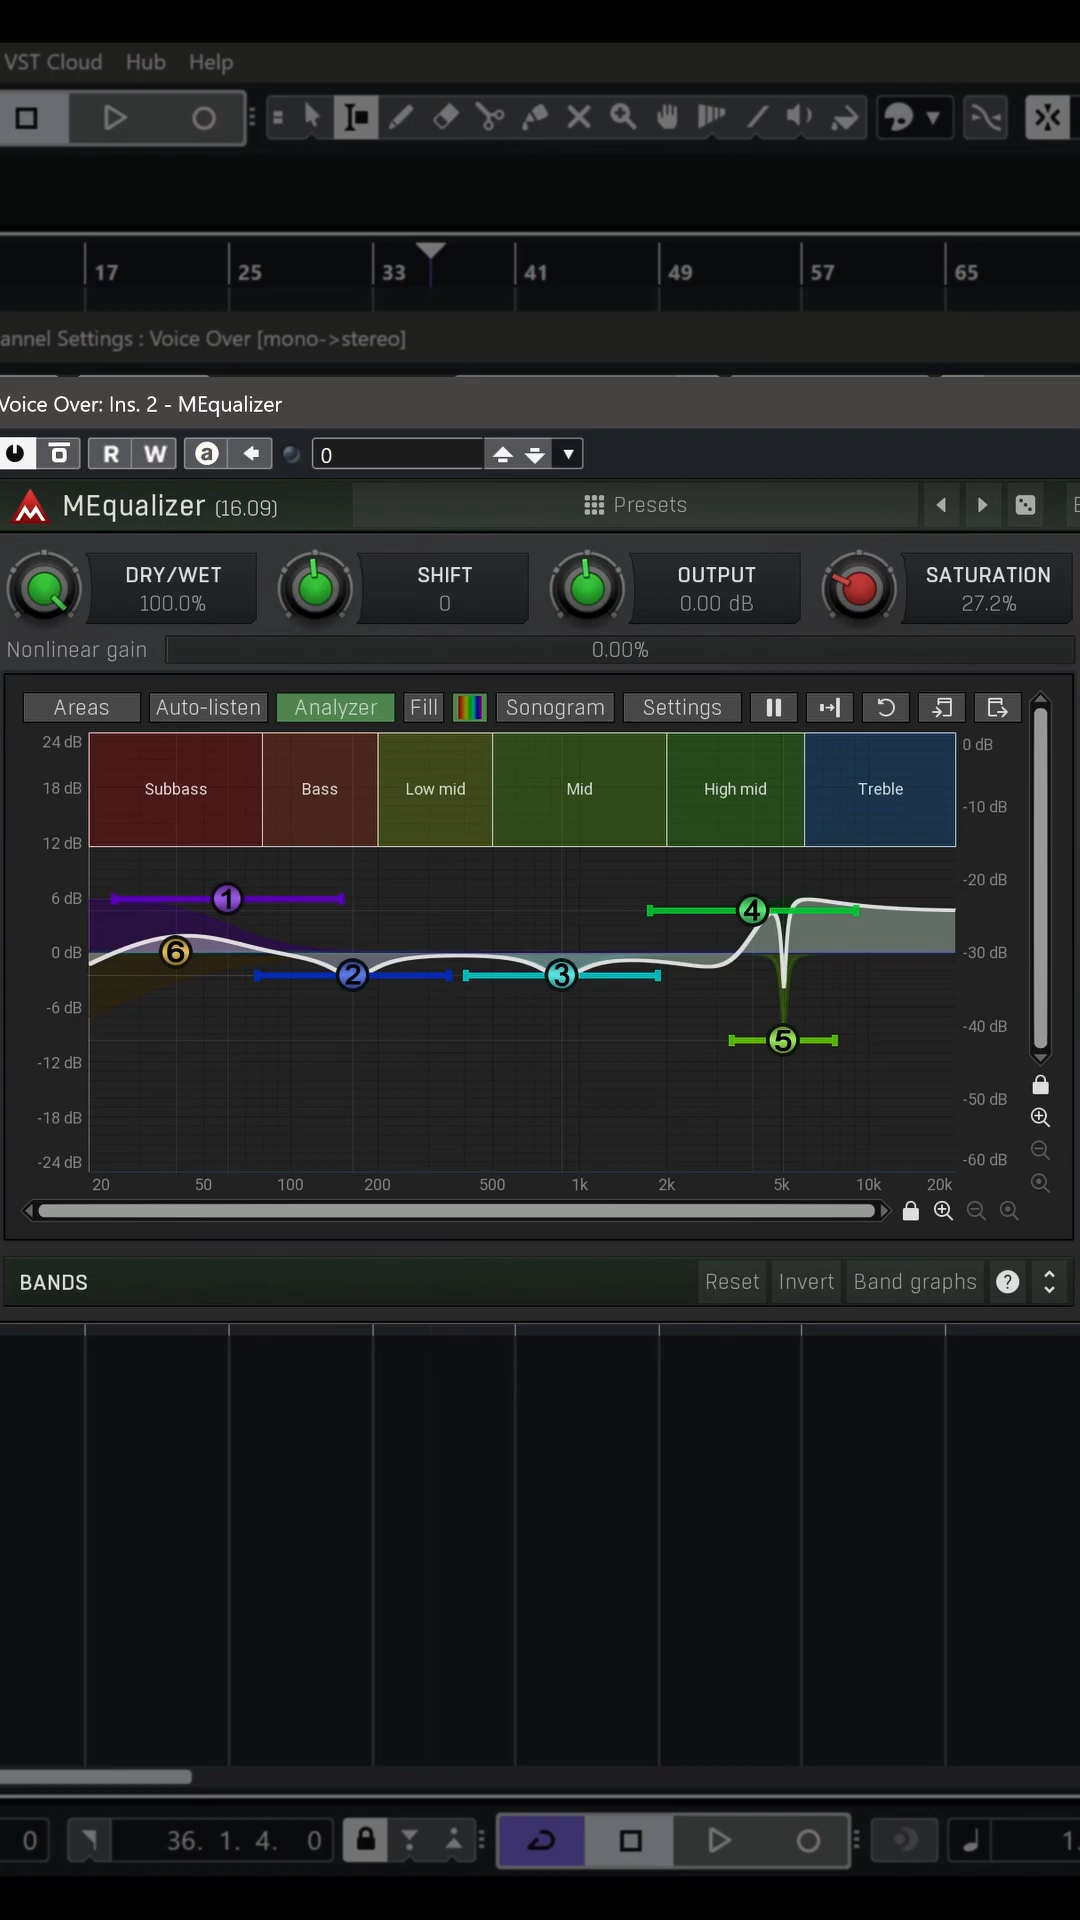 VST Cloud Hub Help
17 25 33 41 49 57 65
annel Settings : Voice Over [mono->stereo]
Voice Over: Ins. 2 - MEqualizer
R W a 0
MEqualizer (16.09) Presets
DRY/WET SHIFT OUTPUT SATURATION
100.0% 0 0.00 dB 27.2%
Nonlinear gain 0.00%
Areas Auto-listen Analyzer Fill Sonogram Settings
24 dB 0 dB
18 dB Subbass Bass Low mid Mid High mid Treble
-10 dB
12 dB
-20 dB
6 dB 1 4
0 dB 6 -30 dB
2 3
-6 dB
-40 dB
5
-12 dB
-50 dB
-18 dB
-24 dB -60 dB
20 50 100 200 500 1k 2k 5k 10k 20k
BANDS Reset Invert Band graphs ?
0 36. 1. 4. 0 1.